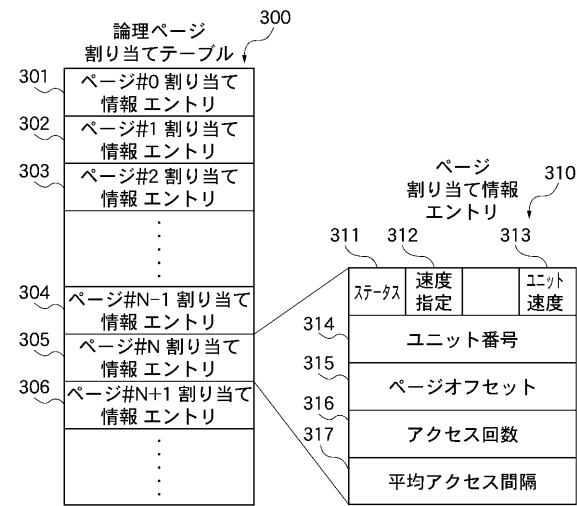 論理ページ
割り当てテーブル
300
301
ページ#0 割り当て
情報 エントリ
302
ページ#1 割り当て
情報 エントリ
303
ページ#2 割り当て
情報 エントリ
304
ページ#N−1 割り当て
情報 エントリ
305
ページ#N 割り当て
情報 エントリ
306
ページ#N+1 割り当て
情報 エントリ
ページ
割り当て情報
エントリ
310
311
312
313
ステータス
速度
指定
ユニット
速度
314
ユニット番号
315
ページオフセット
316
アクセス回数
317
平均アクセス間隔